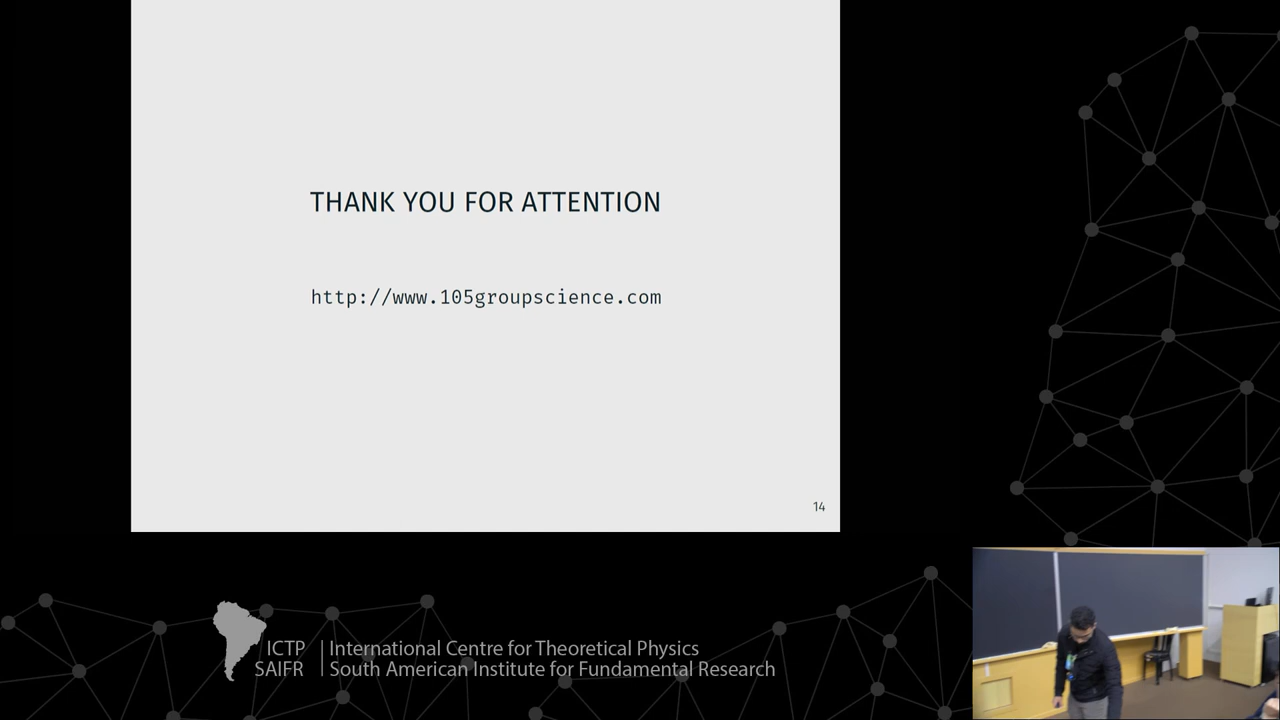 THANK YOU FOR ATTENTION
http://www.105groupscience.com
14
ICTP
SAIFR
International Centre for Theoretical Physics
South American Institute for Fundamental Research